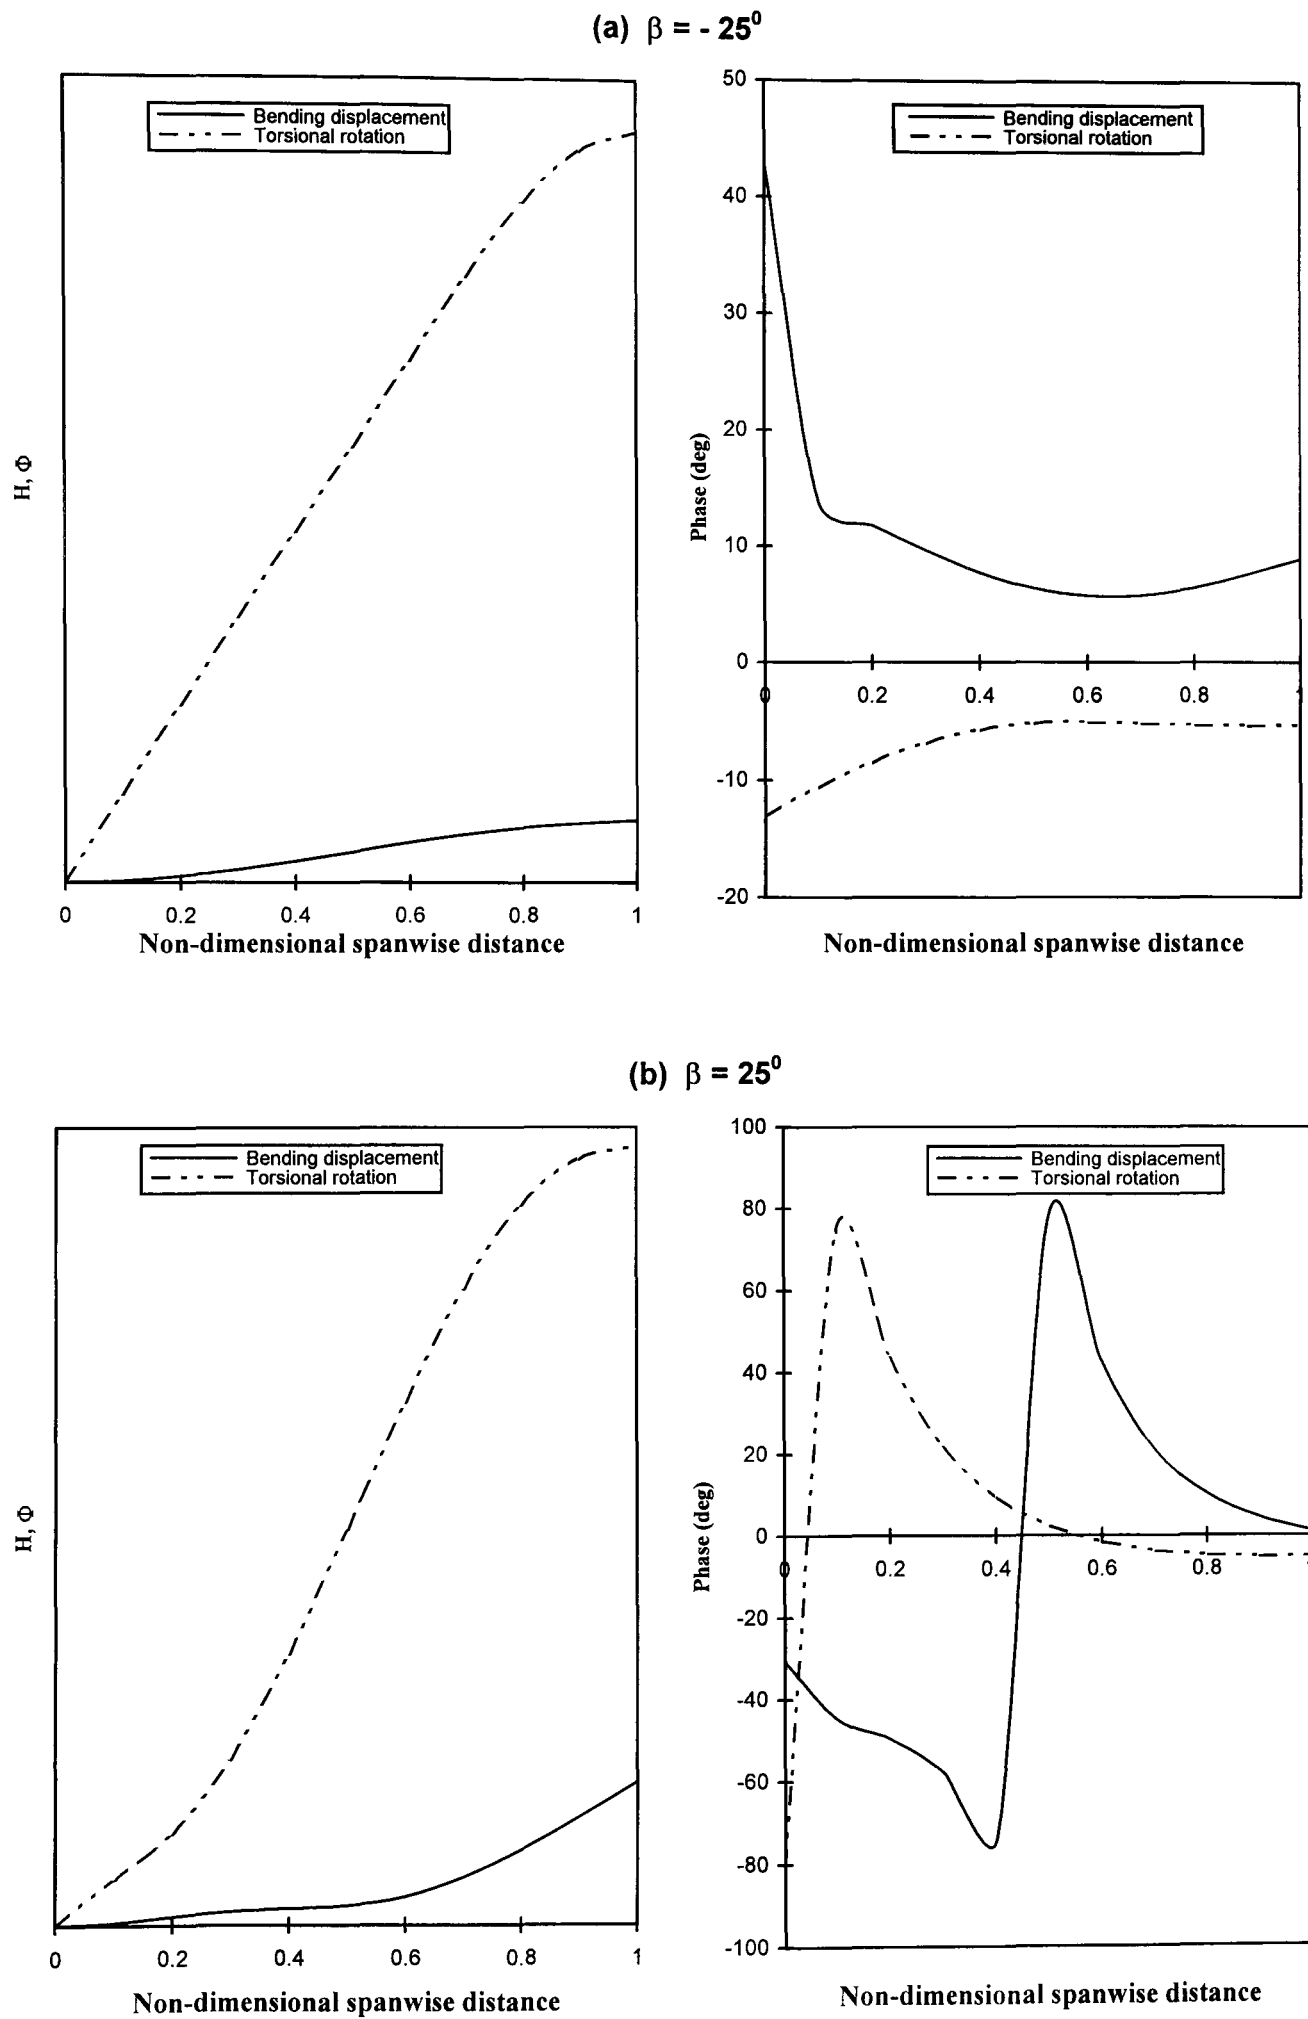 (a) β = - 25⁰
Bending displacement
Torsional rotation
H, Φ
0 0.2 0.4 0.6 0.8 1
Non-dimensional spanwise distance
Bending displacement
Torsional rotation
Phase (deg)
50
40
30
20
10
0
-10
-20
0 0.2 0.4 0.6 0.8 1
Non-dimensional spanwise distance
(b) β = 25⁰
Bending displacement
Torsional rotation
H, Φ
0 0.2 0.4 0.6 0.8 1
Non-dimensional spanwise distance
Bending displacement
Torsional rotation
Phase (deg)
100
80
60
40
20
0
-20
-40
-60
-80
-100
0 0.2 0.4 0.6 0.8
Non-dimensional spanwise distance